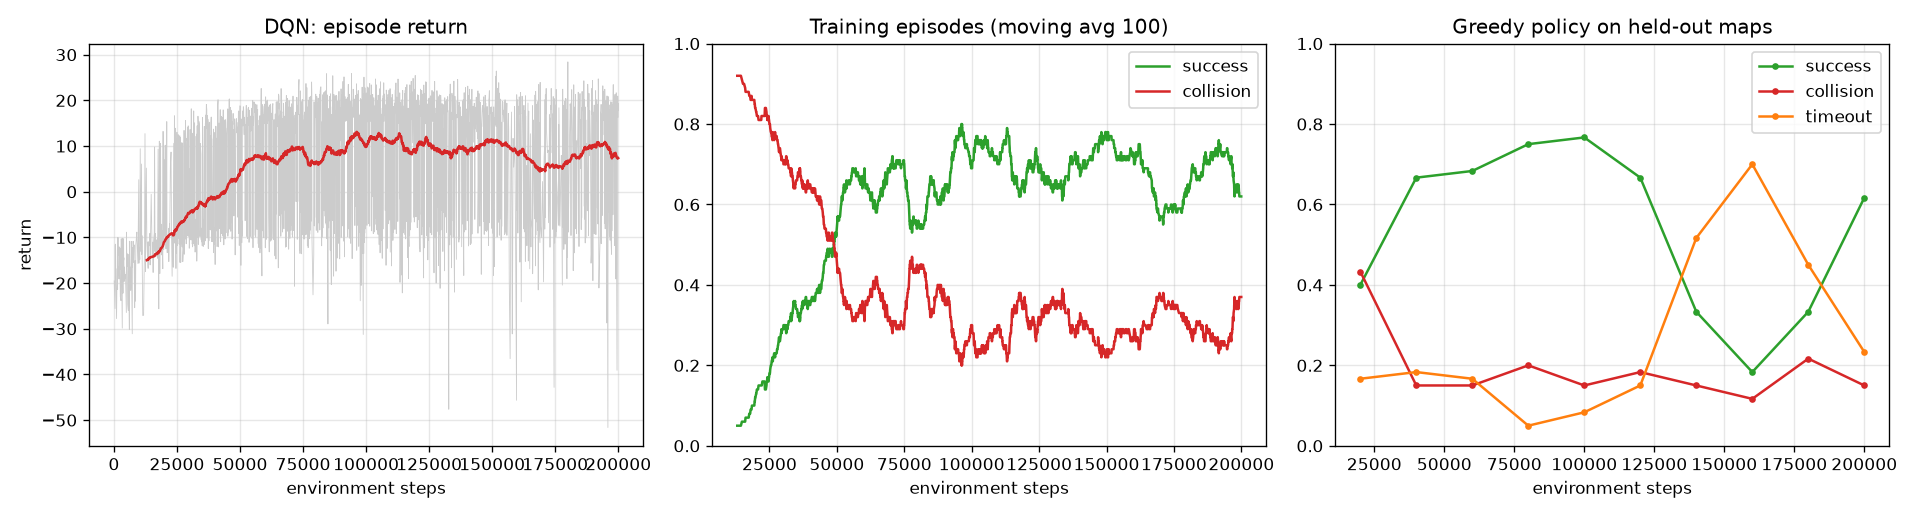 DQN: episode return
30
20
10
0
−10
−20
−30
−40
−50
return
0 25000 50000 75000 100000 125000 150000 175000 200000
environment steps
Training episodes (moving avg 100)
success
collision
1.0
0.8
0.6
0.4
0.2
0.0
25000 50000 75000 100000 125000 150000 175000 200000
environment steps
Greedy policy on held-out maps
success
collision
timeout
1.0
0.8
0.6
0.4
0.2
0.0
25000 50000 75000 100000 125000 150000 175000 200000
environment steps